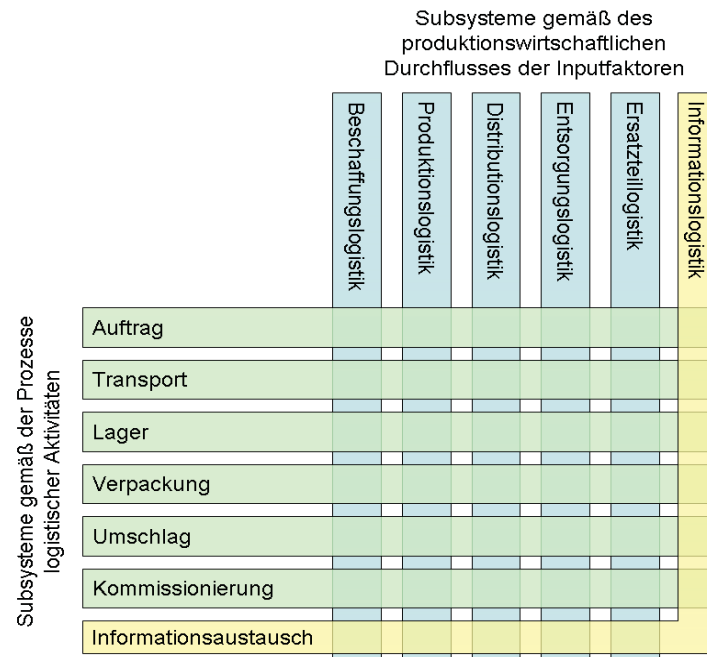 Subsysteme gemäß des
produktionswirtschaftlichen
Durchflusses der Inputfaktoren
Beschaffungslogistik
Produktionslogistik
Distributionslogistik
Entsorgungslogistik
Ersatzteillogistik
Informationslogistik
Subsysteme gemäß der Prozesse
logistischer Aktivitäten
Auftrag
Transport
Lager
Verpackung
Umschlag
Kommissionierung
Informationsaustausch